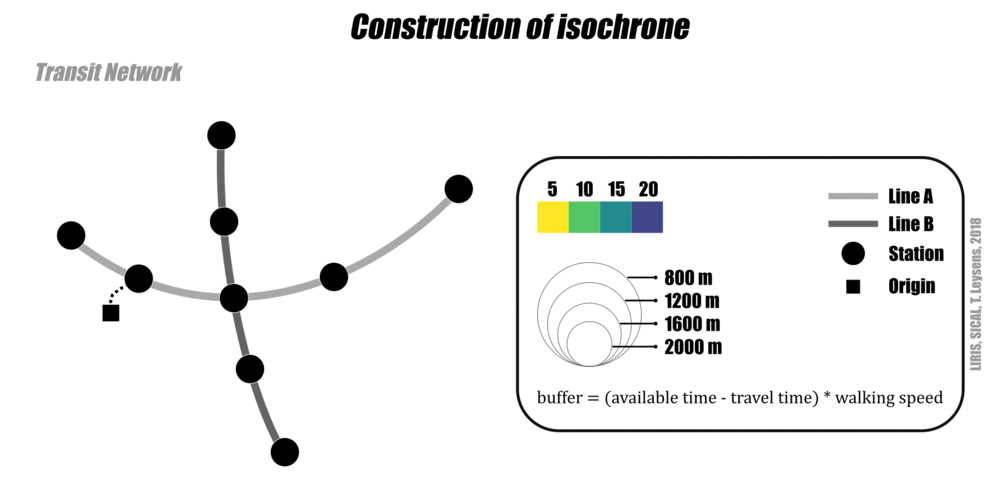 Construction of isochrone
Transit Network
5 10 15 20
Line A
Line B
Station
Origin
800 m
1200 m
1600 m
2000 m
buffer = (available time - travel time) * walking speed
LIRIS, SICAL, T. Leysens, 2018